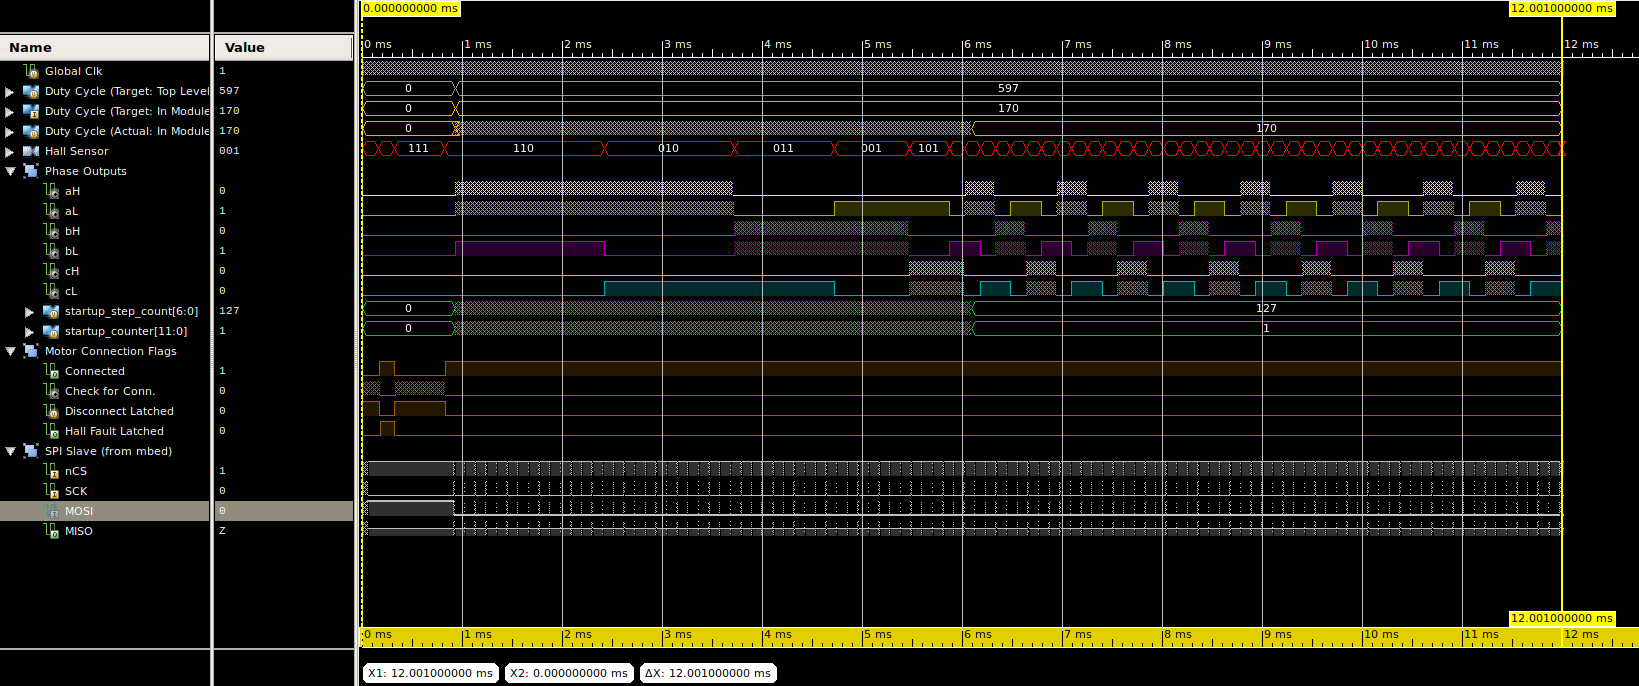 0.000000000 ms 12.001000000 ms
Name Value 0 ms 1 ms 2 ms 3 ms 4 ms 5 ms 6 ms 7 ms 8 ms 9 ms 10 ms 11 ms 12 ms
Global Clk 1
Duty Cycle (Target: Top Level 597 0 597
Duty Cycle (Target: In Module 170 0 170
Duty Cycle (Actual: In Module 170 0 170
Hall Sensor 001 111 110 010 011 001 101
Phase Outputs
aH 0
aL 1
bH 0
bL 1
cH 0
cL 0
startup_step_count[6:0] 127 0 127
startup_counter[11:0] 1 0 1
Motor Connection Flags
Connected 1
Check for Conn. 0
Disconnect Latched 0
Hall Fault Latched 0
SPI Slave (from mbed)
nCS 1
SCK 0
MOSI 0
MISO Z
12.001000000 ms
0 ms 1 ms 2 ms 3 ms 4 ms 5 ms 6 ms 7 ms 8 ms 9 ms 10 ms 11 ms 12 ms
X1: 12.001000000 ms X2: 0.000000000 ms ΔX: 12.001000000 ms